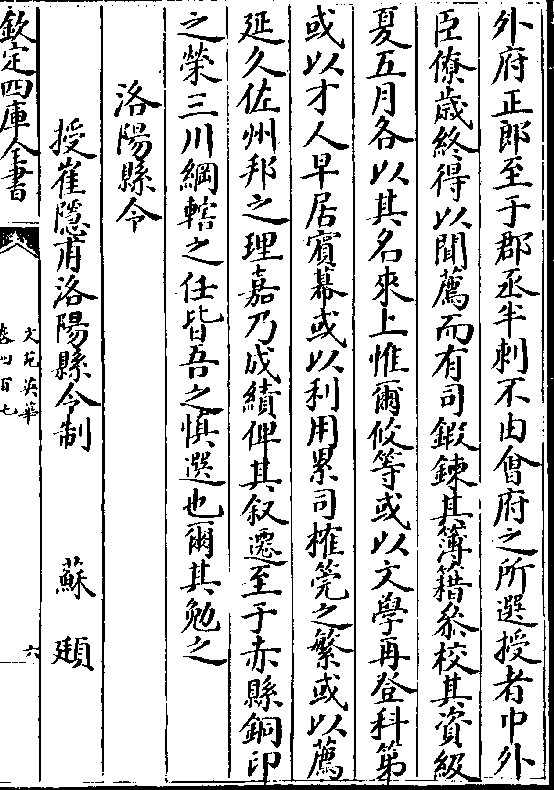 外府正郎至于郡丞半刺不由會府之所選授者中外
臣僚歲終得以聞薦而有司鍜鍊其簿籍叅校其資級
夏五月各以其名來上惟爾攸等或以文學再登科第
或以才人早居賓幕或以利用累司榷筦之繁或以薦
延久佐州邦之理嘉乃成績俾其叙遷至于赤縣銅印
之榮三川綱轄之任皆吾之慎選也爾其勉之
洛陽縣令
授崔隱甫洛陽縣令制 蘇頲
欽定四庫全書
文苑英華
卷四百七
六